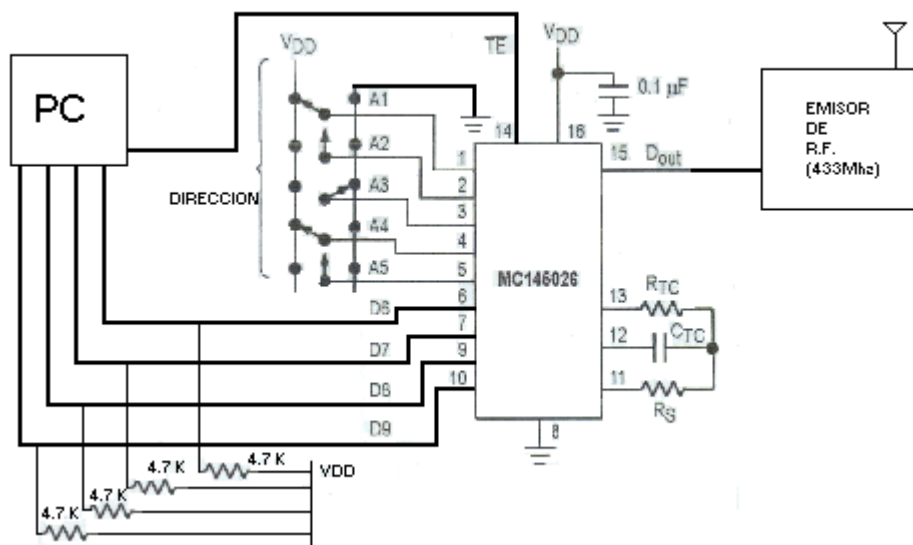 PC
VDD
DIRECCION
A1
A2
A3
A4
A5
D6
D7
D8
D9
TE
VDD
0.1 µF
14
16
15
Dout
1
2
3
4
5
6
7
9
10
MC145026
13
12
11
8
RTC
CTC
RS
EMISOR
DE
R.F.
(433Mhz)
4.7 K
4.7 K
4.7 K
4.7 K
VDD